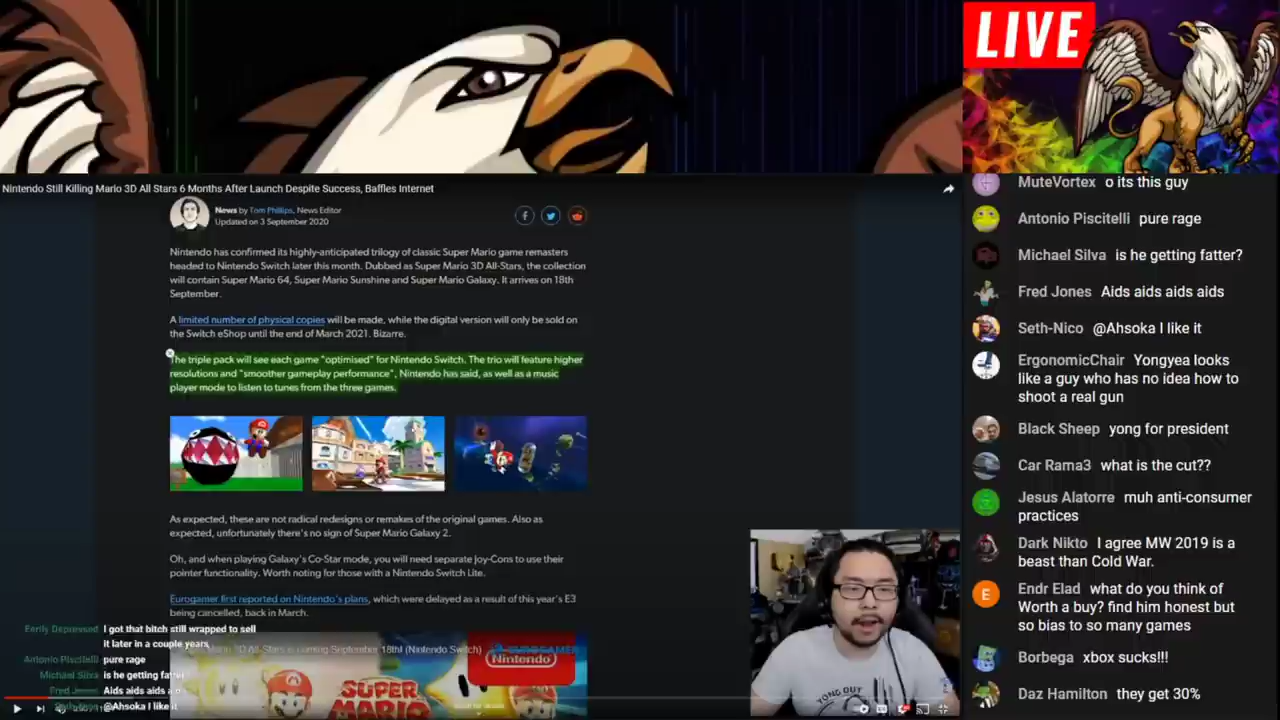 LIVE
Nintendo Still Killing Mario 3D All Stars 6 Months After Launch Despite Success, Baffles Internet
News by Tom Phillips, News Editor
Updated on 3 September 2020
Nintendo has confirmed its highly-anticipated trilogy of classic Super Mario game remasters
headed to Nintendo Switch later this month. Dubbed as Super Mario 3D All-Stars, the collection
will contain Super Mario 64, Super Mario Sunshine and Super Mario Galaxy. It arrives on 18th
September.
A limited number of physical copies will be made, while the digital version will only be sold on
the Switch eShop until the end of March 2021. Bizarre.
The triple pack will see each game "optimised" for Nintendo Switch. The trio will feature higher
resolutions and "smoother gameplay performance", Nintendo has said, as well as a music
player mode to listen to tunes from the three games.
As expected, these are not radical redesigns or remakes of the original games. Also as
expected, unfortunately there's no sign of Super Mario Galaxy 2.
Oh, and when playing Galaxy's Co-Star mode, you will need separate Joy-Cons to use their
pointer functionality. Worth noting for those with a Nintendo Switch Lite.
Eurogamer first reported on Nintendo's plans, which were delayed as a result of this year's E3
being cancelled, back in March.
Emily Depressed I got that bitch still wrapped to sell
it later in a couple years
Antonio Piscitelli pure rage
Michael Silva is he getting
Fred Jones Aids aids aids
@Ahsoka I like it
3D All-Stars is coming September 18th! (Nintendo Switch)
EUROGAMER
Nintendo
SUPER
MARIO
MuteVortex o its this guy
Antonio Piscitelli pure rage
Michael Silva is he getting fatter?
Fred Jones Aids aids aids aids
Seth-Nico @Ahsoka I like it
ErgonomicChair Yongyea looks
like a guy who has no idea how to
shoot a real gun
Black Sheep yong for president
Car Rama3 what is the cut??
Jesus Alatorre muh anti-consumer
practices
Dark Nikto I agree MW 2019 is a
beast than Cold War.
Endr Elad what do you think of
Worth a buy? find him honest but
so bias to so many games
Borbega xbox sucks!!!
Daz Hamilton they get 30%